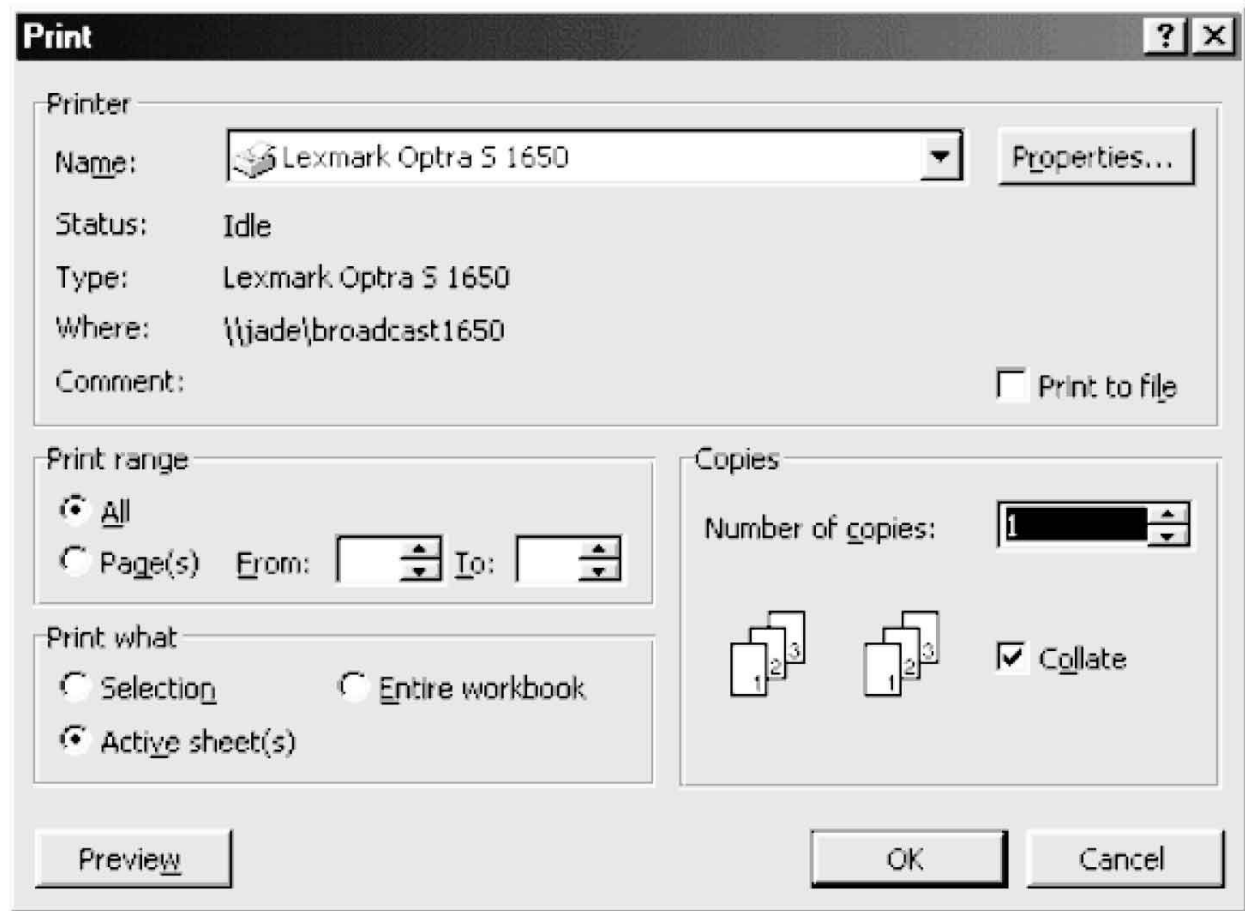 Print
Printer
Name: Lexmark Optra S 1650 Properties...
Status: Idle
Type: Lexmark Optra S 1650
Where: \\jade\broadcast1650
Comment:
Print to file
Print range
All
Page(s) From: To:
Copies
Number of copies: 1
1 2 3 1 2 3
Collate
Print what
Selection Entire workbook
Active sheet(s)
Preview OK Cancel